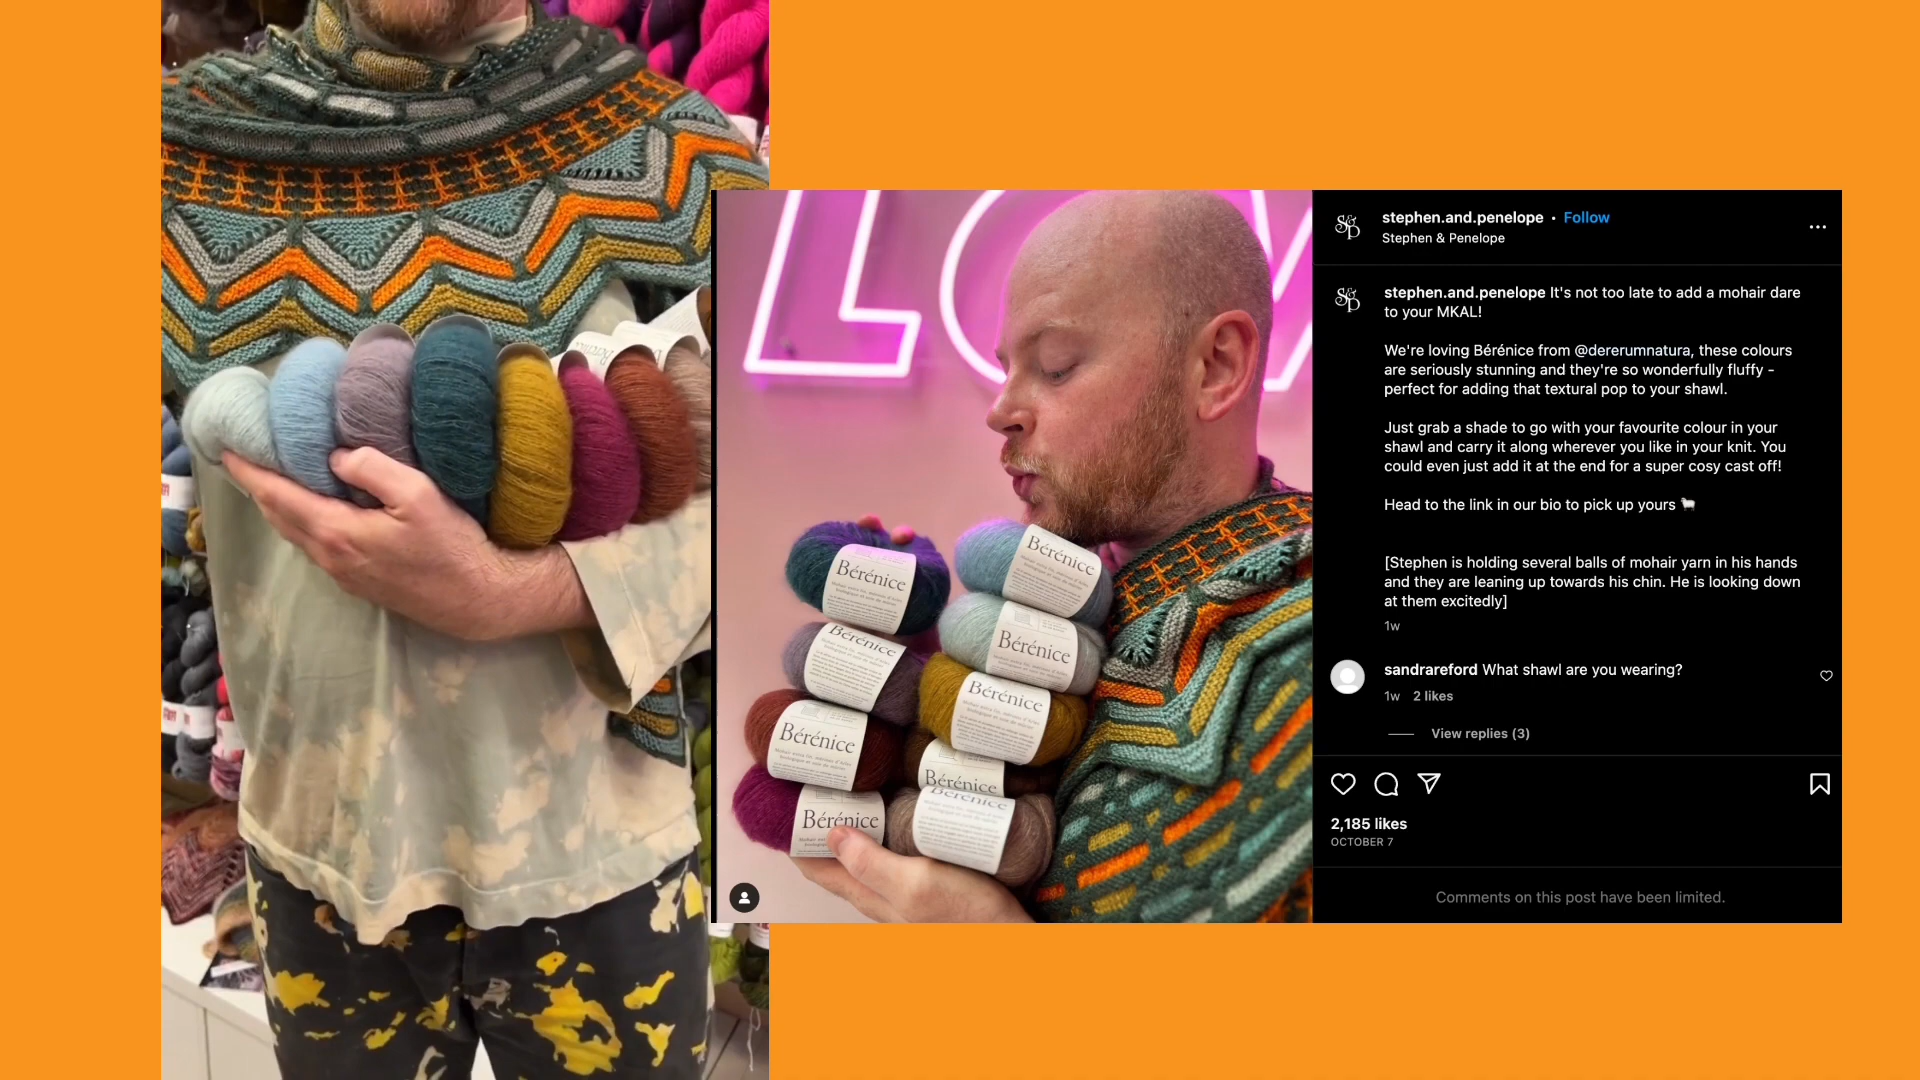 LOV
Bérénice
Bérénice
Bérénice
Bérénice
Bérénice
Bérénice
Bérénice
Bérénice
Bérénice
S&P
stephen.and.penelope • Follow
Stephen & Penelope
S&P
stephen.and.penelope It's not too late to add a mohair dare
to your MKAL!
We're loving Bérénice from @dererumnatura, these colours
are seriously stunning and they're so wonderfully fluffy -
perfect for adding that textural pop to your shawl.
Just grab a shade to go with your favourite colour in your
shawl and carry it along wherever you like in your knit. You
could even just add it at the end for a super cosy cast off!
Head to the link in our bio to pick up yours 🐑
[Stephen is holding several balls of mohair yarn in his hands
and they are leaning up towards his chin. He is looking down
at them excitedly]
1w
sandrareford What shawl are you wearing?
1w 2 likes
View replies (3)
2,185 likes
OCTOBER 7
Comments on this post have been limited.